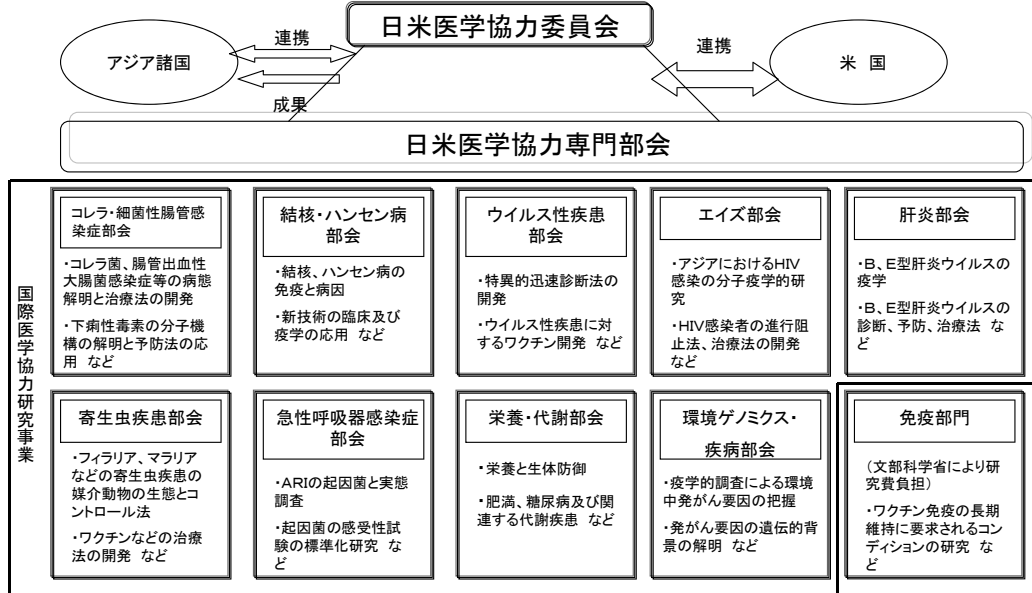 日米医学協力委員会
アジア諸国
連携
成果
連携
米 国
日米医学協力専門部会
国際医学協力研究事業
コレラ・細菌性腸管感
染症部会
・コレラ菌、腸管出血性
大腸菌感染症等の病態
解明と治療法の開発
・下痢性毒素の分子機
構の解明と予防法の応
用 など
結核・ハンセン病
部会
・結核、ハンセン病の
免疫と病因
・新技術の臨床及び
疫学の応用 など
ウイルス性疾患
部会
・特異的迅速診断法の
開発
・ウイルス性疾患に対
するワクチン開発 など
エイズ部会
・アジアにおけるHIV
感染の分子疫学的研
究
・HIV感染者の進行阻
止法、治療法の開発
など
肝炎部会
・B、E型肝炎ウイルスの
疫学
・B、E型肝炎ウイルスの
診断、予防、治療法 な
ど
寄生虫疾患部会
・フィラリア、マラリア
などの寄生虫疾患の
媒介動物の生態とコ
ントロール法
・ワクチンなどの治療
法の開発 など
急性呼吸器感染症
部会
・ARIの起因菌と実態
調査
・起因菌の感受性試
験の標準化研究 な
ど
栄養・代謝部会
・栄養と生体防御
・肥満、糖尿病及び関
連する代謝疾患 など
環境ゲノミクス・
疾病部会
・疫学的調査による環境
中発がん要因の把握
・発がん要因の遺伝的背
景の解明 など
免疫部門
(文部科学省により研
究費負担)
・ワクチン免疫の長期
維持に要求されるコン
ディションの研究 な
ど